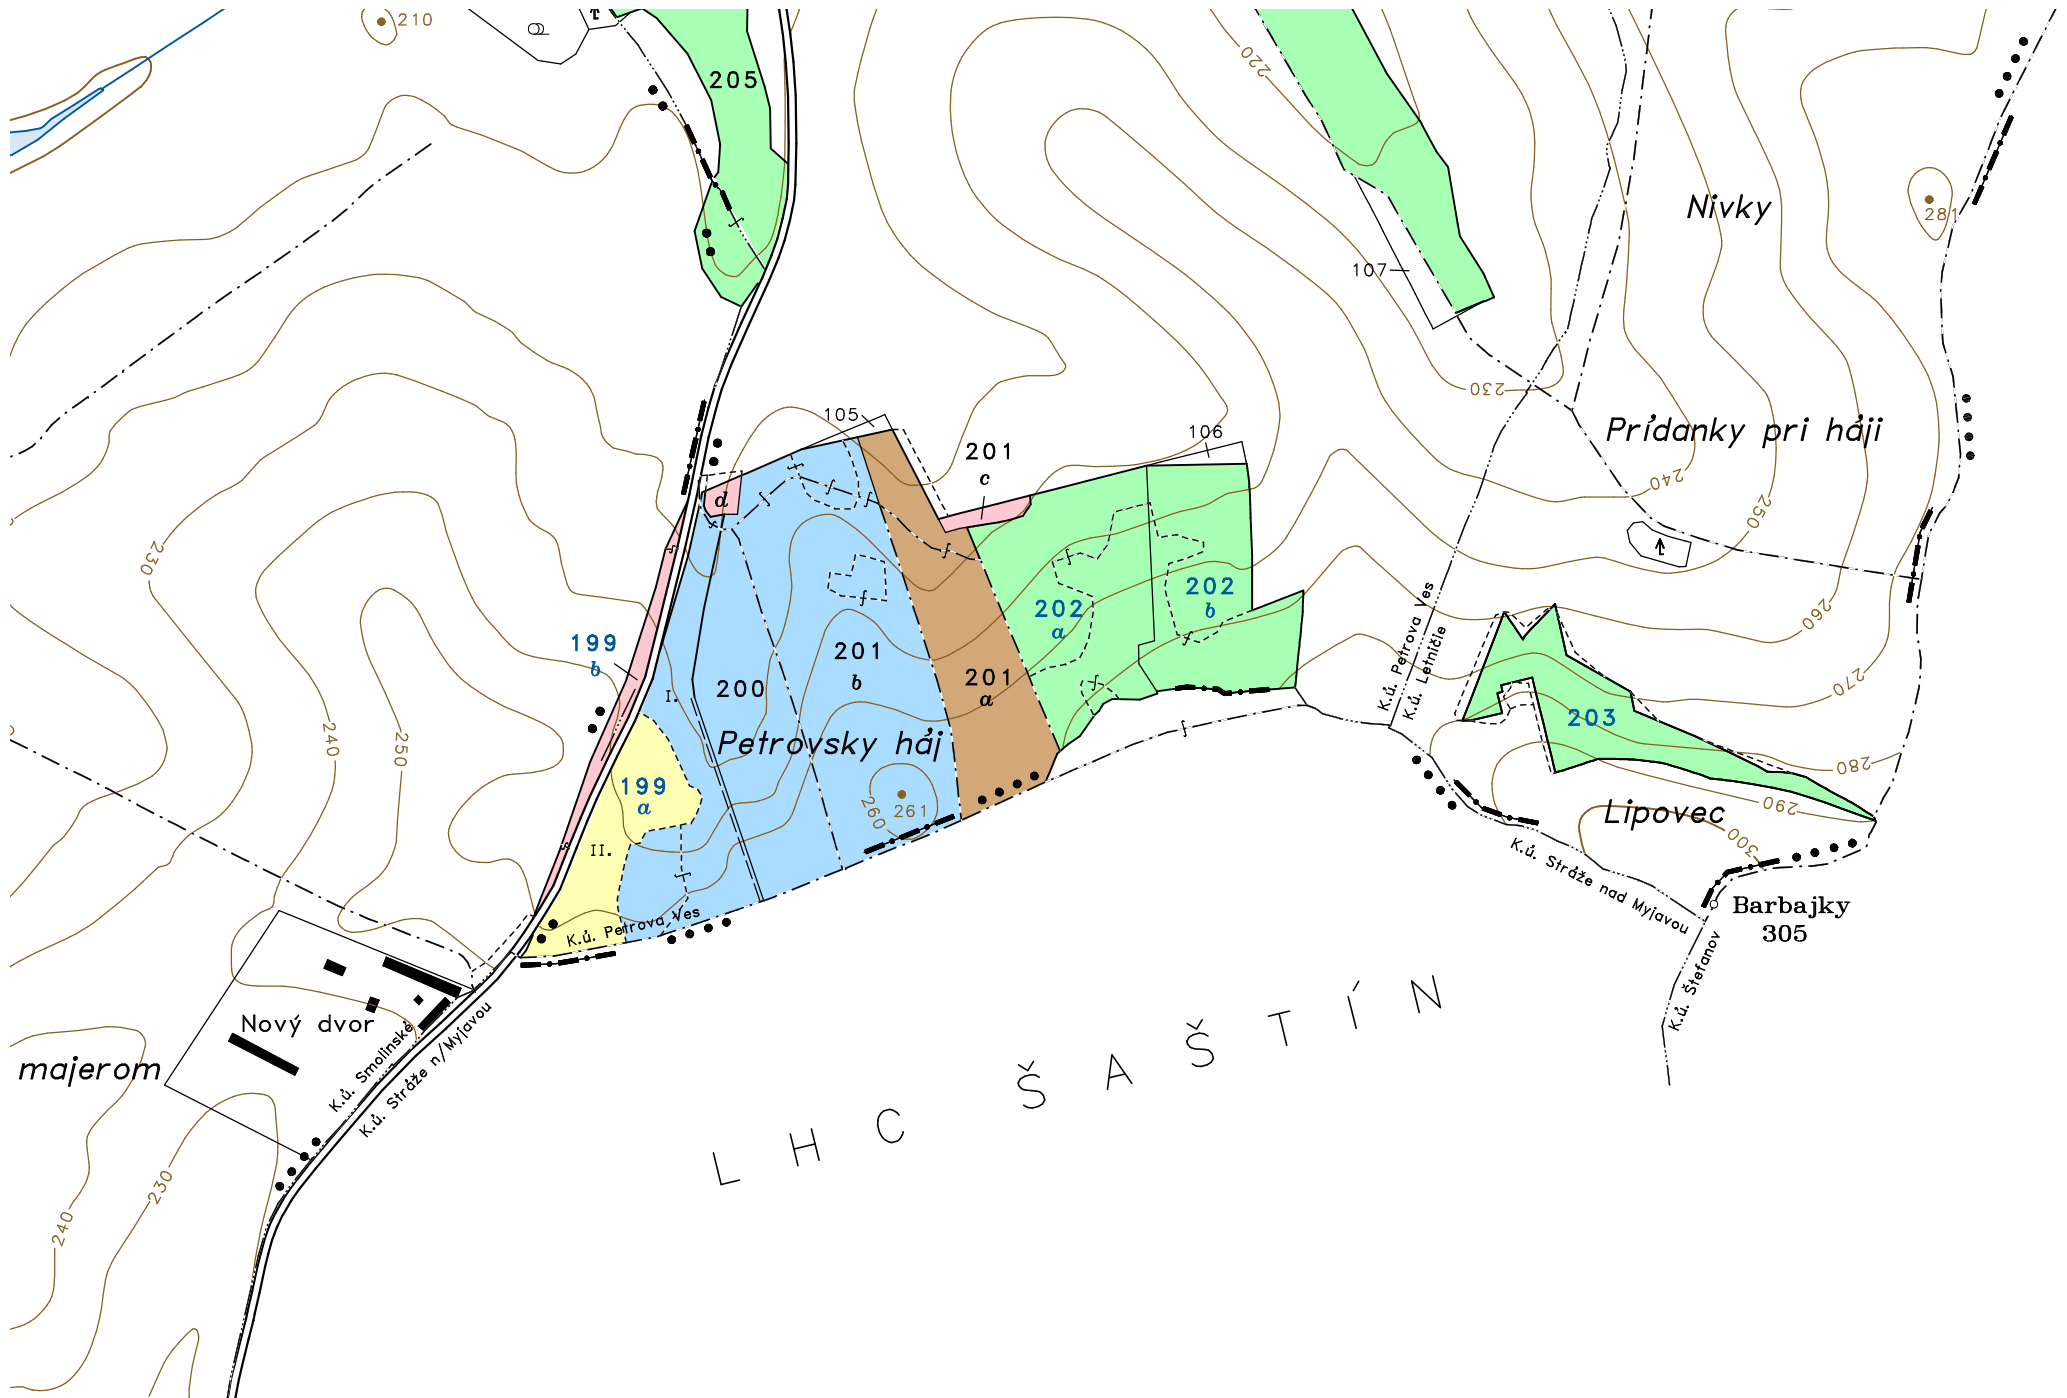 210
205
220
Nivky
281
107
230
105
106
Prídanky pri háji
201
c
240
250
d
230
202
b
202
a
260
199
b
201
b
200
201
a
I.
K.ú. Petrova Ves
K.ú. Letničie
270
203
240
250
Petrovsky háj
280
199
a
260
261
290
Lipovec
300
II.
K.ú. Stráže nad Myjavou
K.ú. Petrova Ves
Barbajky
305
K.ú. Štefanov
Nový dvor
K.ú. Smolinské
K.ú. Stráže n/Myjavou
majerom
LHC ŠAŠTÍN
230
240